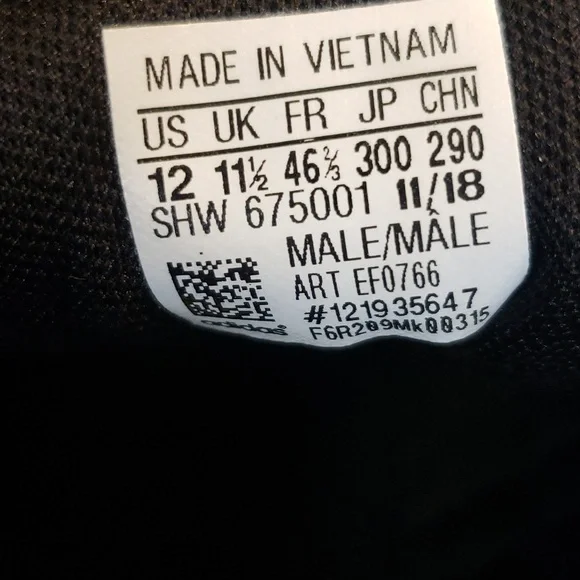 MADE IN VIETNAM
US UK FR JP CHN
12 11½ 46⅔ 300 290
SHW 675001 11/18
MALE/MÂLE
ART EF0766
#121935647
adidas F6R209Mk00315